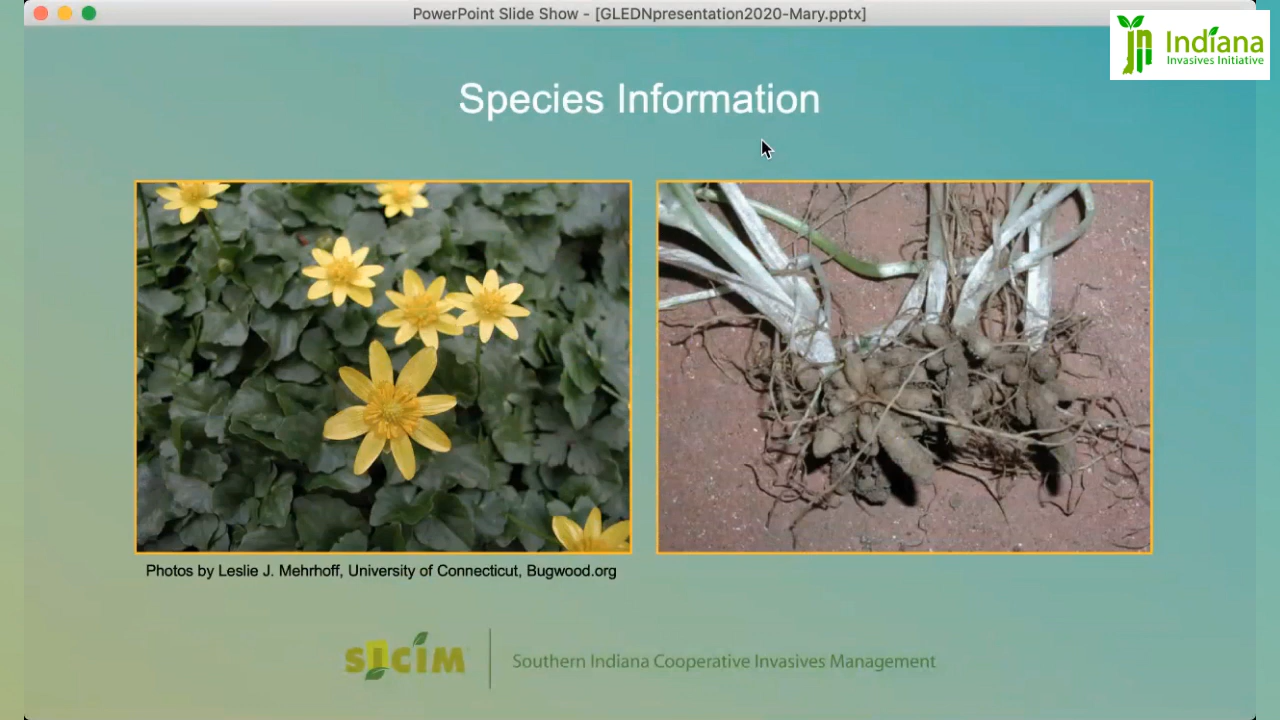 PowerPoint Slide Show - [GLEDNpresentation2020-Mary.pptx]
Indiana
Invasives Initiative
Species Information
Photos by Leslie J. Mehrhoff, University of Connecticut, Bugwood.org
SICIM
Southern Indiana Cooperative Invasives Management